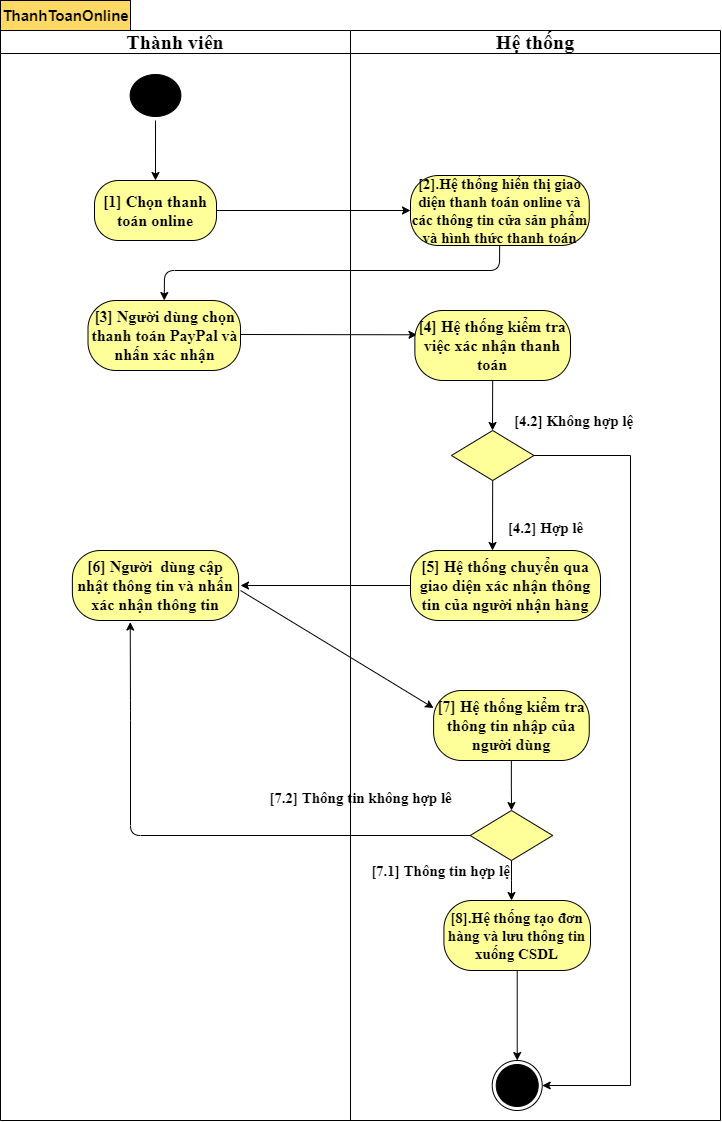 ThanhToanOnline
Thành viên
Hệ thống
[1] Chọn thanh
toán online
[2].Hệ thống hiển thị giao
diện thanh toán online và
các thông tin cửa sản phẩm
và hình thức thanh toán
[3] Người dùng chọn
thanh toán PayPal và
nhấn xác nhận
[4] Hệ thống kiểm tra
việc xác nhận thanh
toán
[4.2] Không hợp lệ
[4.2] Hợp lê
[5] Hệ thống chuyển qua
giao diện xác nhận thông
tin của người nhận hàng
[6] Người dùng cập
nhật thông tin và nhấn
xác nhận thông tin
[7] Hệ thống kiểm tra
thông tin nhập của
người dùng
[7.2] Thông tin không hợp lê
[7.1] Thông tin hợp lệ
[8].Hệ thống tạo đơn
hàng và lưu thông tin
xuống CSDL